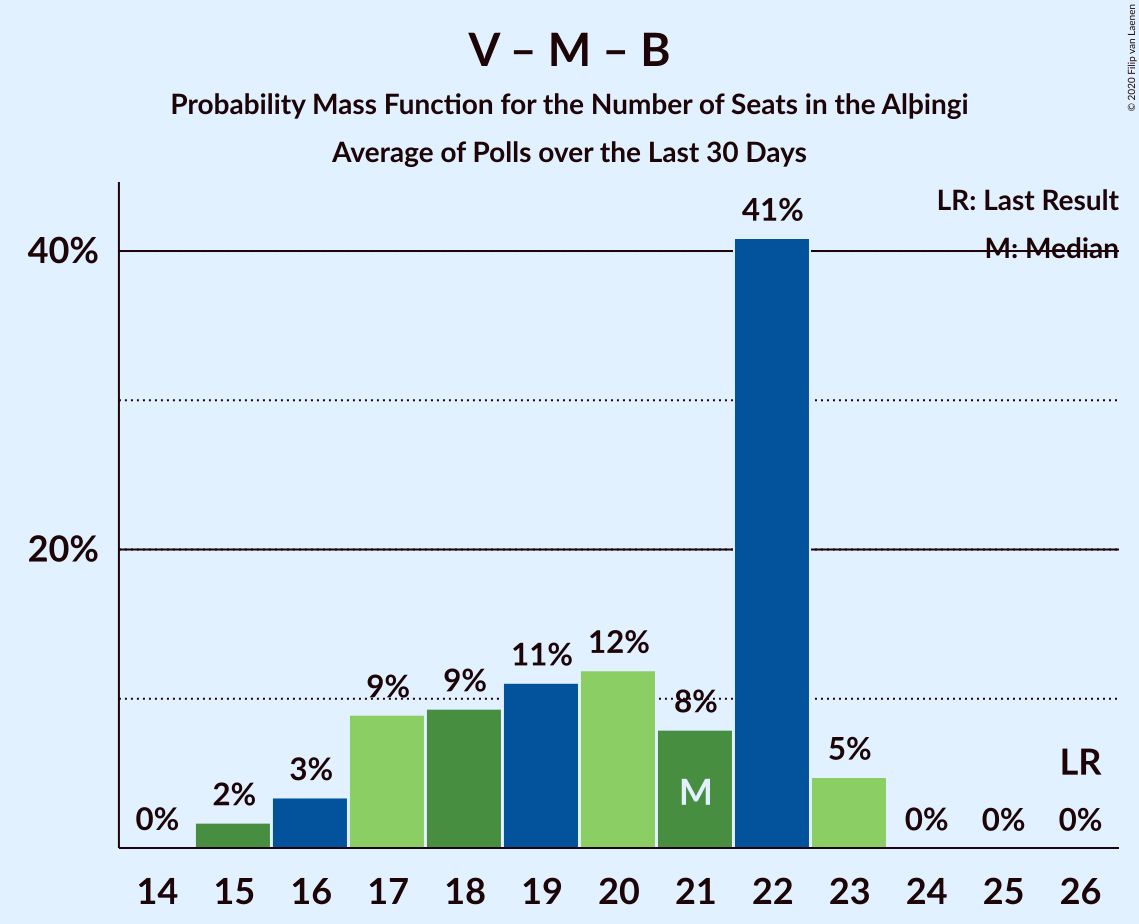 V – M – B
Probability Mass Function for the Number of Seats in the Alþingi
Average of Polls over the Last 30 Days
© 2020 Filip van Laenen
LR: Last Result
M: Median
40%
20%
0%
2%
3%
9%
9%
11%
12%
8%
41%
5%
0%
0%
0%
M
LR
14 15 16 17 18 19 20 21 22 23 24 25 26